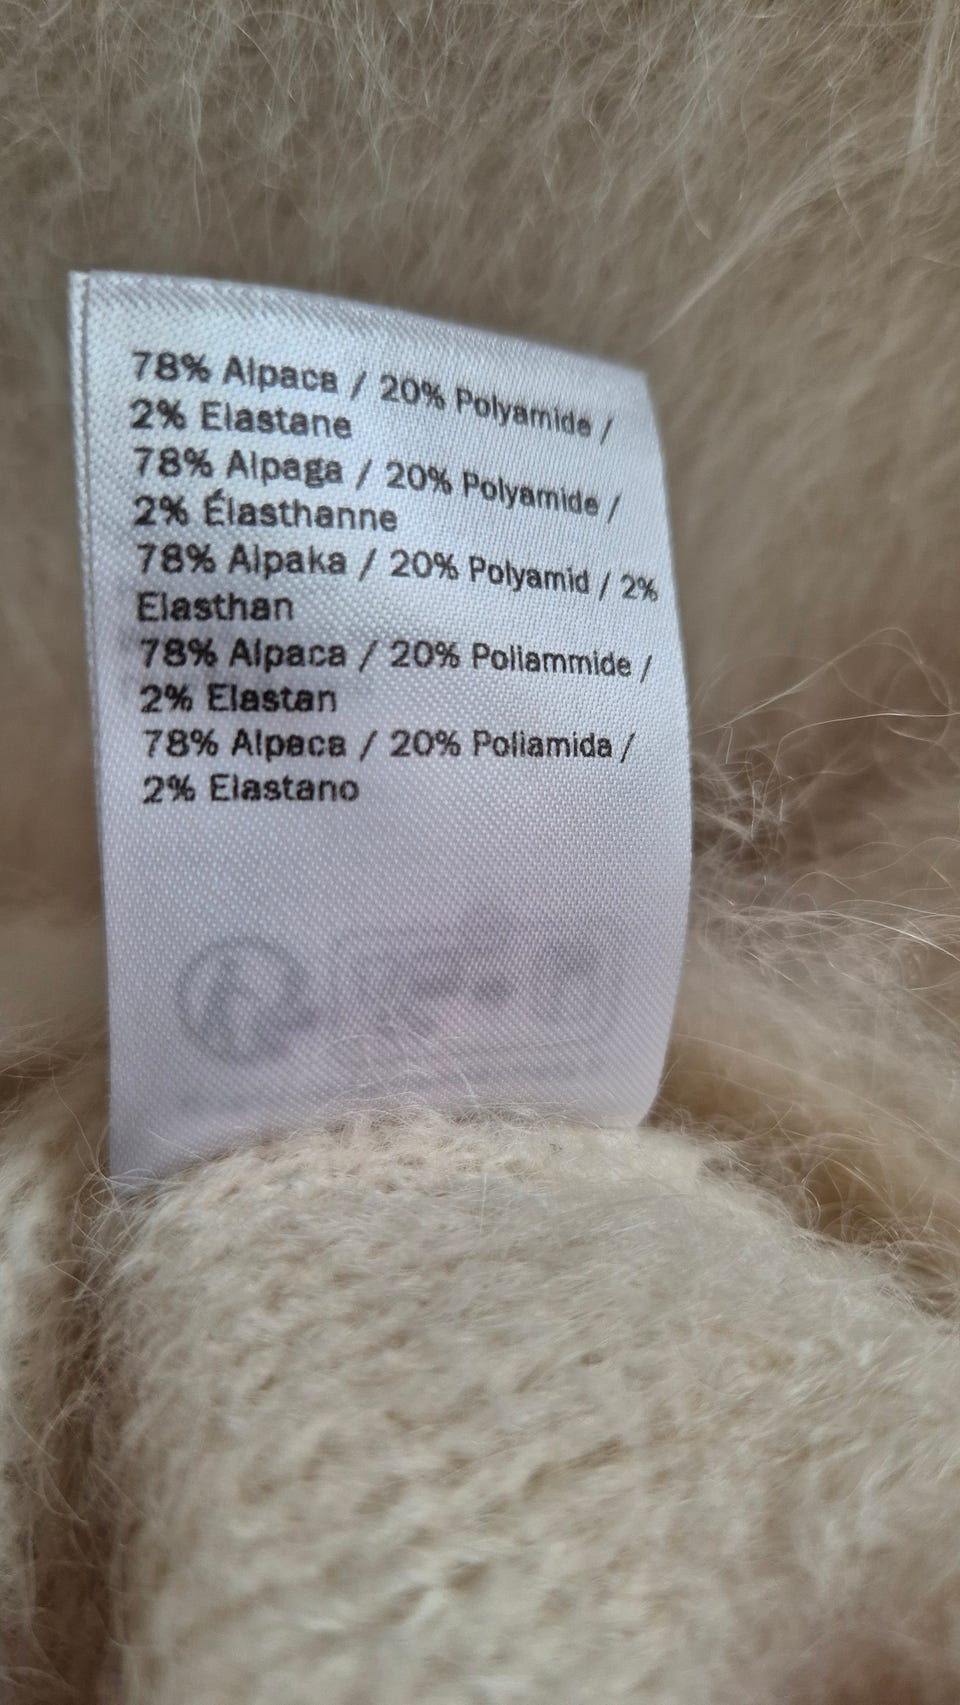 78% Alpaca / 20% Polyamide /
2% Elastane
78% Alpaga / 20% Polyamide /
2% Élasthanne
78% Alpaka / 20% Polyamid / 2%
Elasthan
78% Alpaca / 20% Poliammide /
2% Elastan
78% Alpaca / 20% Poliamida /
2% Elastano